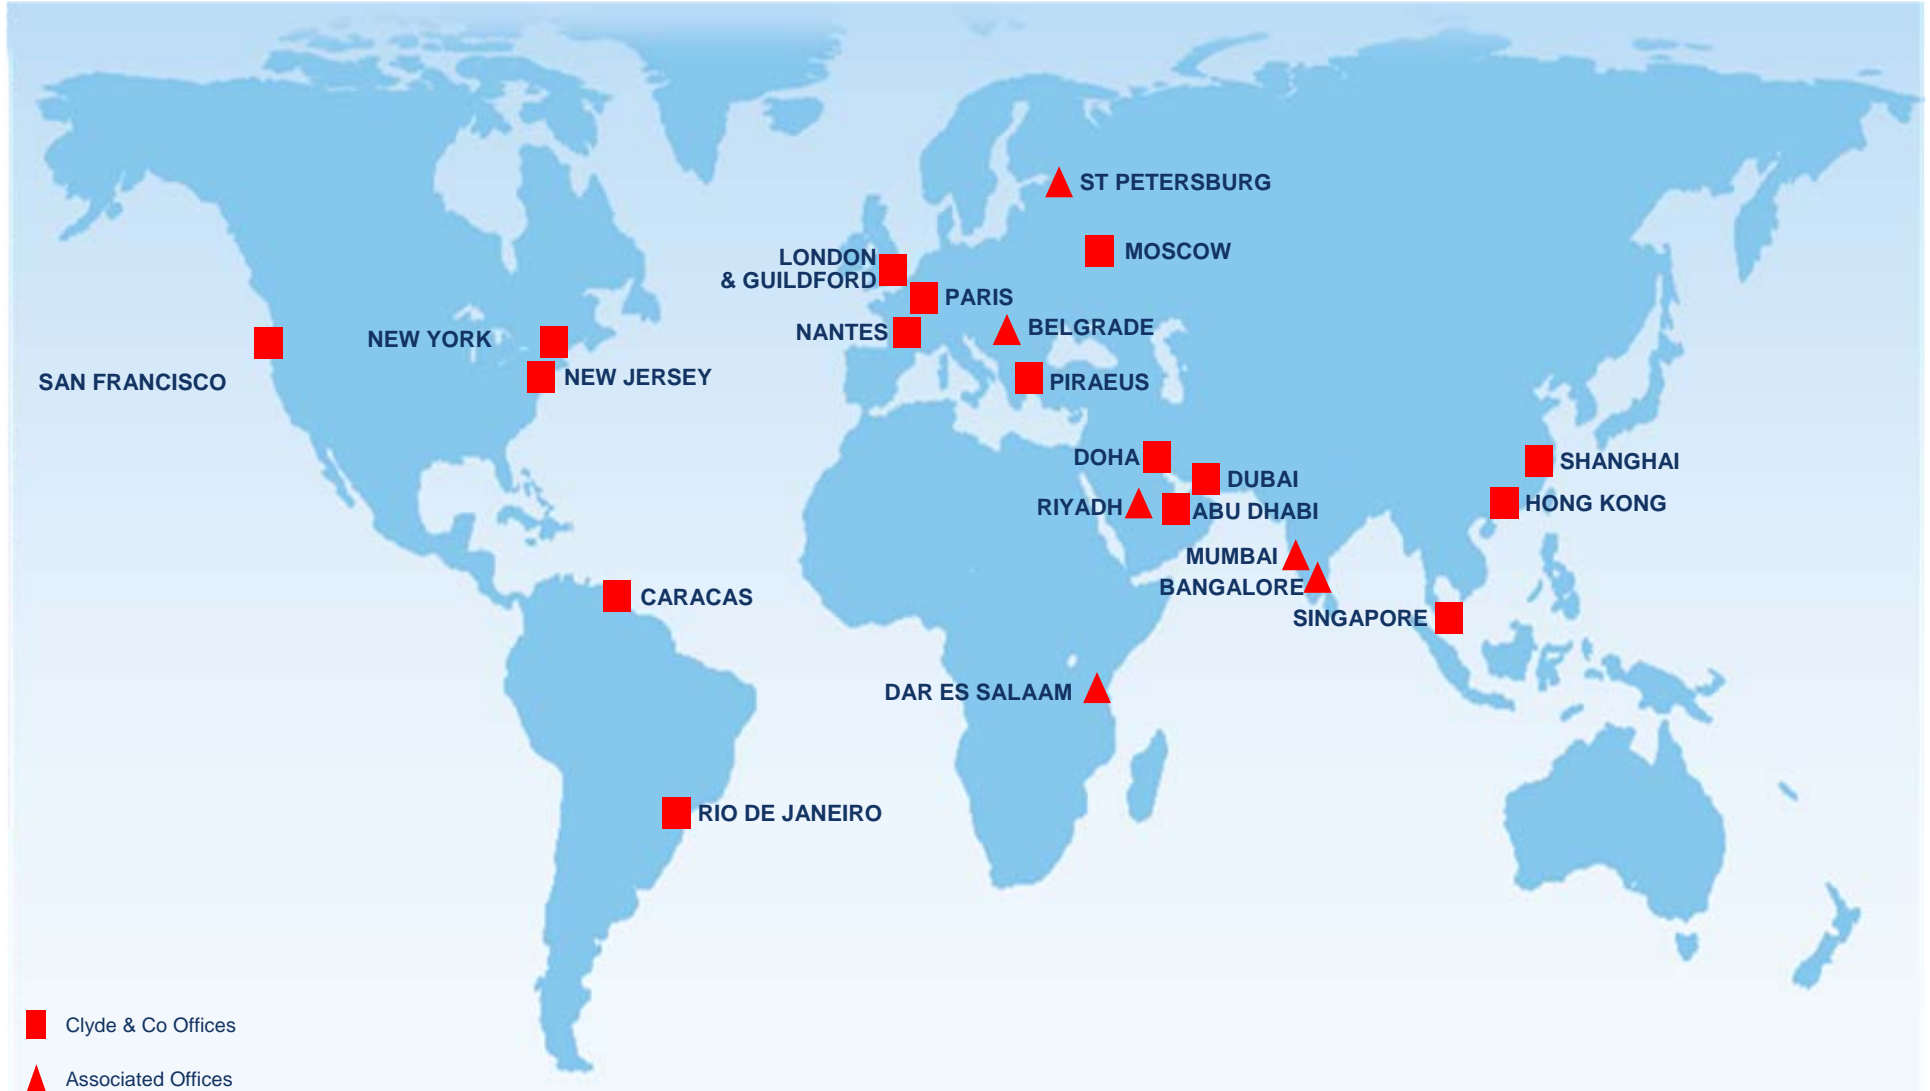 ST PETERSBURG
MOSCOW
LONDON
& GUILDFORD
PARIS
NANTES
BELGRADE
NEW YORK
NEW JERSEY
SAN FRANCISCO
PIRAEUS
DOHA
DUBAI
SHANGHAI
RIYADH
ABU DHABI
HONG KONG
MUMBAI
BANGALORE
CARACAS
SINGAPORE
DAR ES SALAAM
RIO DE JANEIRO
Clyde & Co Offices
Associated Offices